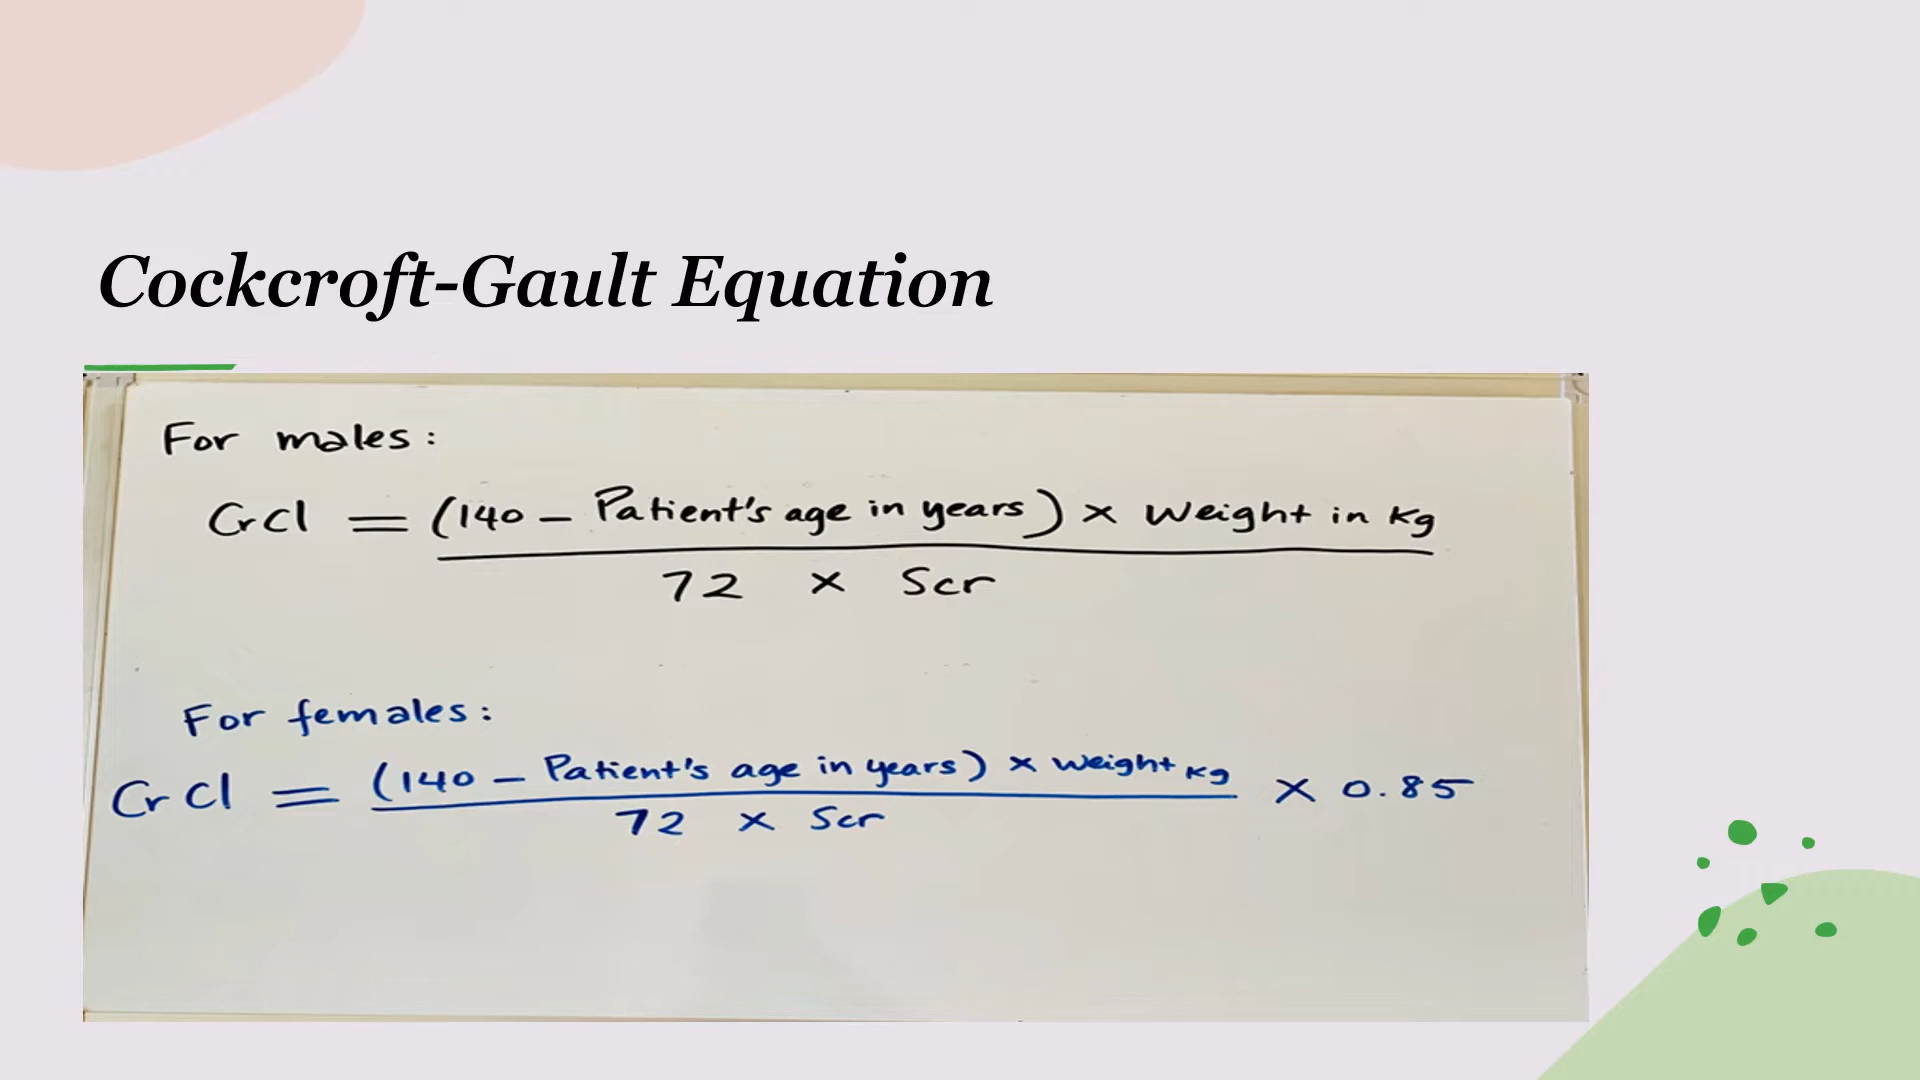 Cockcroft-Gault Equation
For males:
CrCl = (140 - Patient's age in years) x Weight in Kg
72 x Scr
For females:
CrCl = (140 - Patient's age in years) x Weight Kg x 0.85
72 x Scr